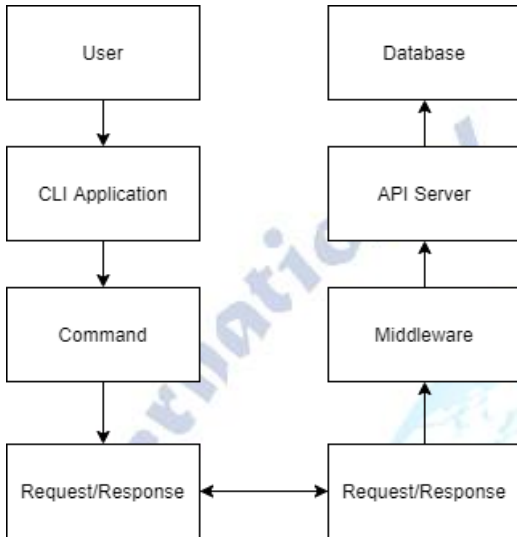 User
Database
CLI Application
API Server
Command
Middleware
Request/Response
Request/Response